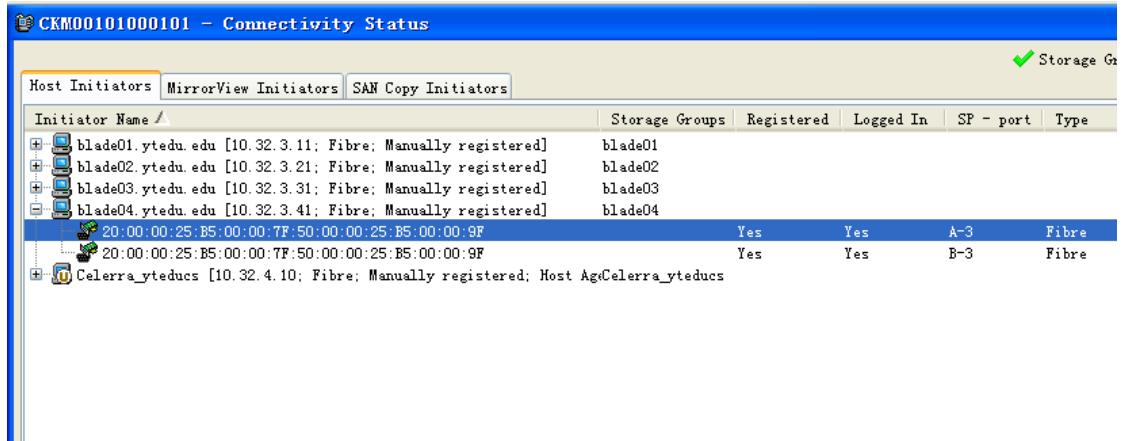 CKM00101000101 - Connectivity Status
Storage Gr
Host Initiators MirrorView Initiators SAN Copy Initiators
Initiator Name Storage Groups Registered Logged In SP - port Type
blade01.ytedu.edu [10.32.3.11; Fibre; Manually registered] blade01
blade02.ytedu.edu [10.32.3.21; Fibre; Manually registered] blade02
blade03.ytedu.edu [10.32.3.31; Fibre; Manually registered] blade03
blade04.ytedu.edu [10.32.3.41; Fibre; Manually registered] blade04
20:00:00:25:B5:00:00:7F:50:00:00:25:B5:00:00:9F Yes Yes A-3 Fibre
20:00:00:25:B5:00:00:7F:50:00:00:25:B5:00:00:9F Yes Yes B-3 Fibre
Celerra_yteducs [10.32.4.10; Fibre; Manually registered; Host Ag Celerra_yteducs